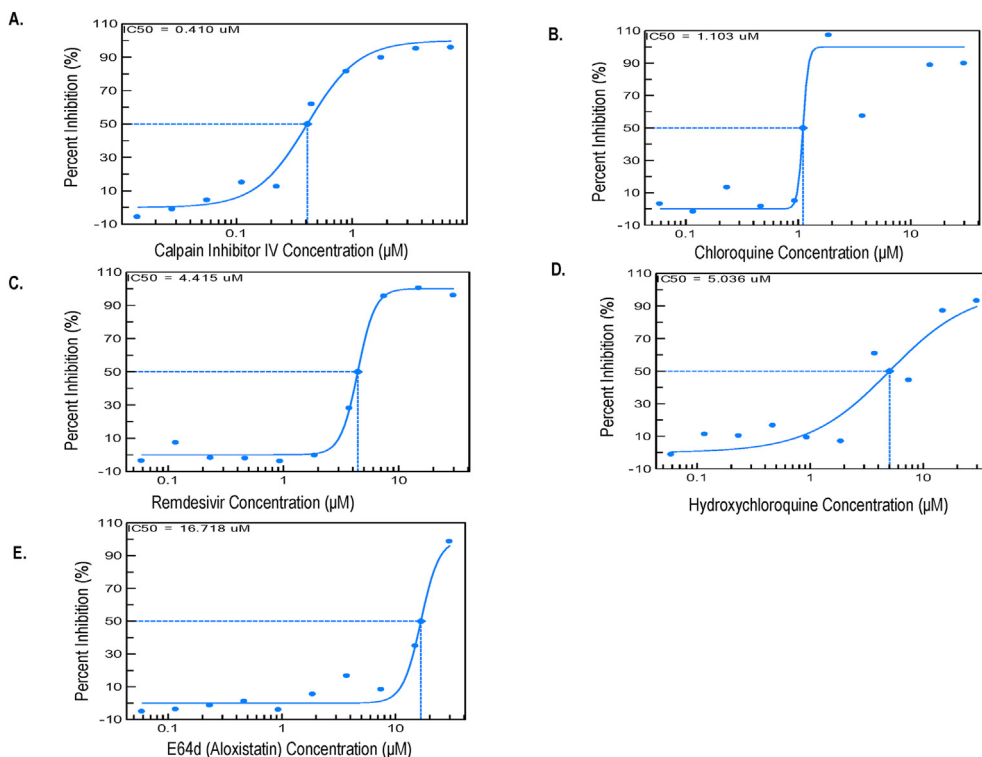 A.
IC50 = 0.410 uM
Percent Inhibition (%)
110
90
70
50
30
10
-10
0.1
1
Calpain Inhibitor IV Concentration (µM)
B.
IC50 = 1.103 uM
Percent Inhibition (%)
110
90
70
50
30
10
-10
0.1
1
10
Chloroquine Concentration (µM)
C.
IC50 = 4.415 uM
Percent Inhibition (%)
110
90
70
50
30
10
-10
0.1
1
10
Remdesivir Concentration (µM)
D.
IC50 = 5.036 uM
Percent Inhibition (%)
110
90
70
50
30
10
-10
0.1
1
10
Hydroxychloroquine Concentration (µM)
E.
IC50 = 16.718 uM
Percent Inhibition (%)
110
90
70
50
30
10
-10
0.1
1
10
E64d (Aloxistatin) Concentration (µM)